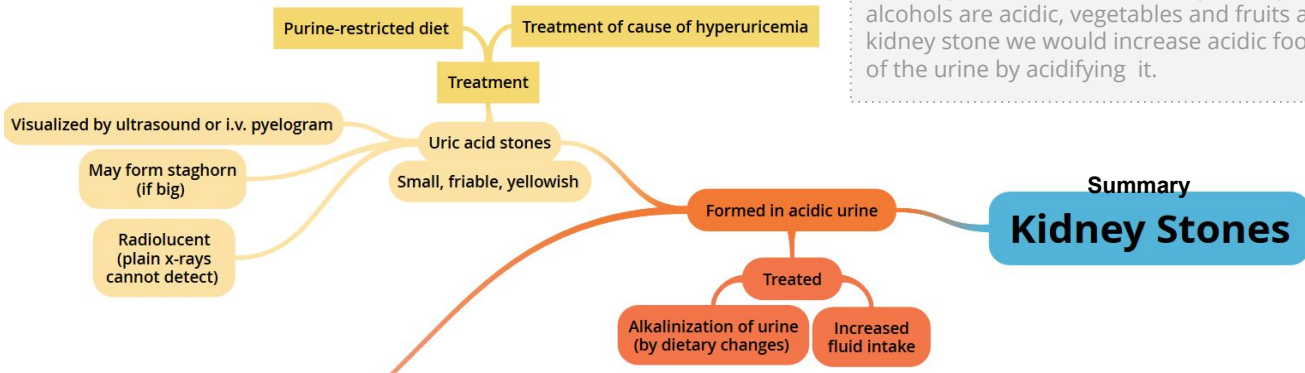 alcohols are acidic, vegetables and fruits a
kidney stone we would increase acidic foo
of the urine by acidifying it.
Purine-restricted diet
Treatment of cause of hyperuricemia
Treatment
Visualized by ultrasound or i.v. pyelogram
Uric acid stones
May form staghorn
(if big)
Small, friable, yellowish
Radiolucent
(plain x-rays
cannot detect)
Formed in acidic urine
Summary
Kidney Stones
Treated
Alkalinization of urine
(by dietary changes)
Increased
fluid intake